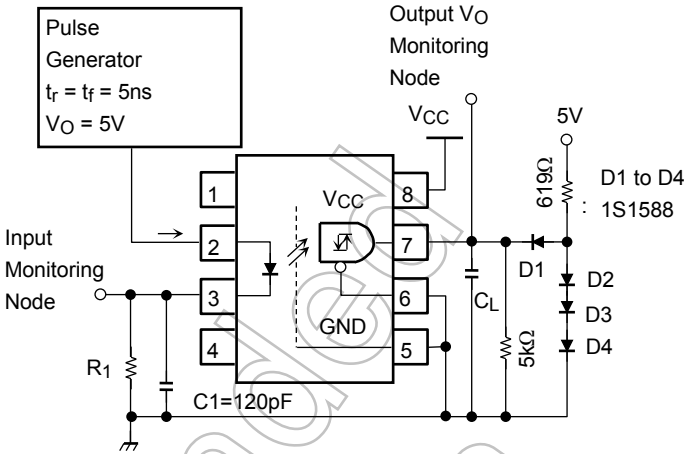 Pulse
Generator
tr = tf = 5ns
VO = 5V
Output VO
Monitoring
Node
VCC
5V
619Ω
D1 to D4
: 1S1588
1
2
3
4
8
7
6
5
VCC
GND
Input
Monitoring
Node
R1
C1=120pF
CL
5kΩ
D1
D2
D3
D4